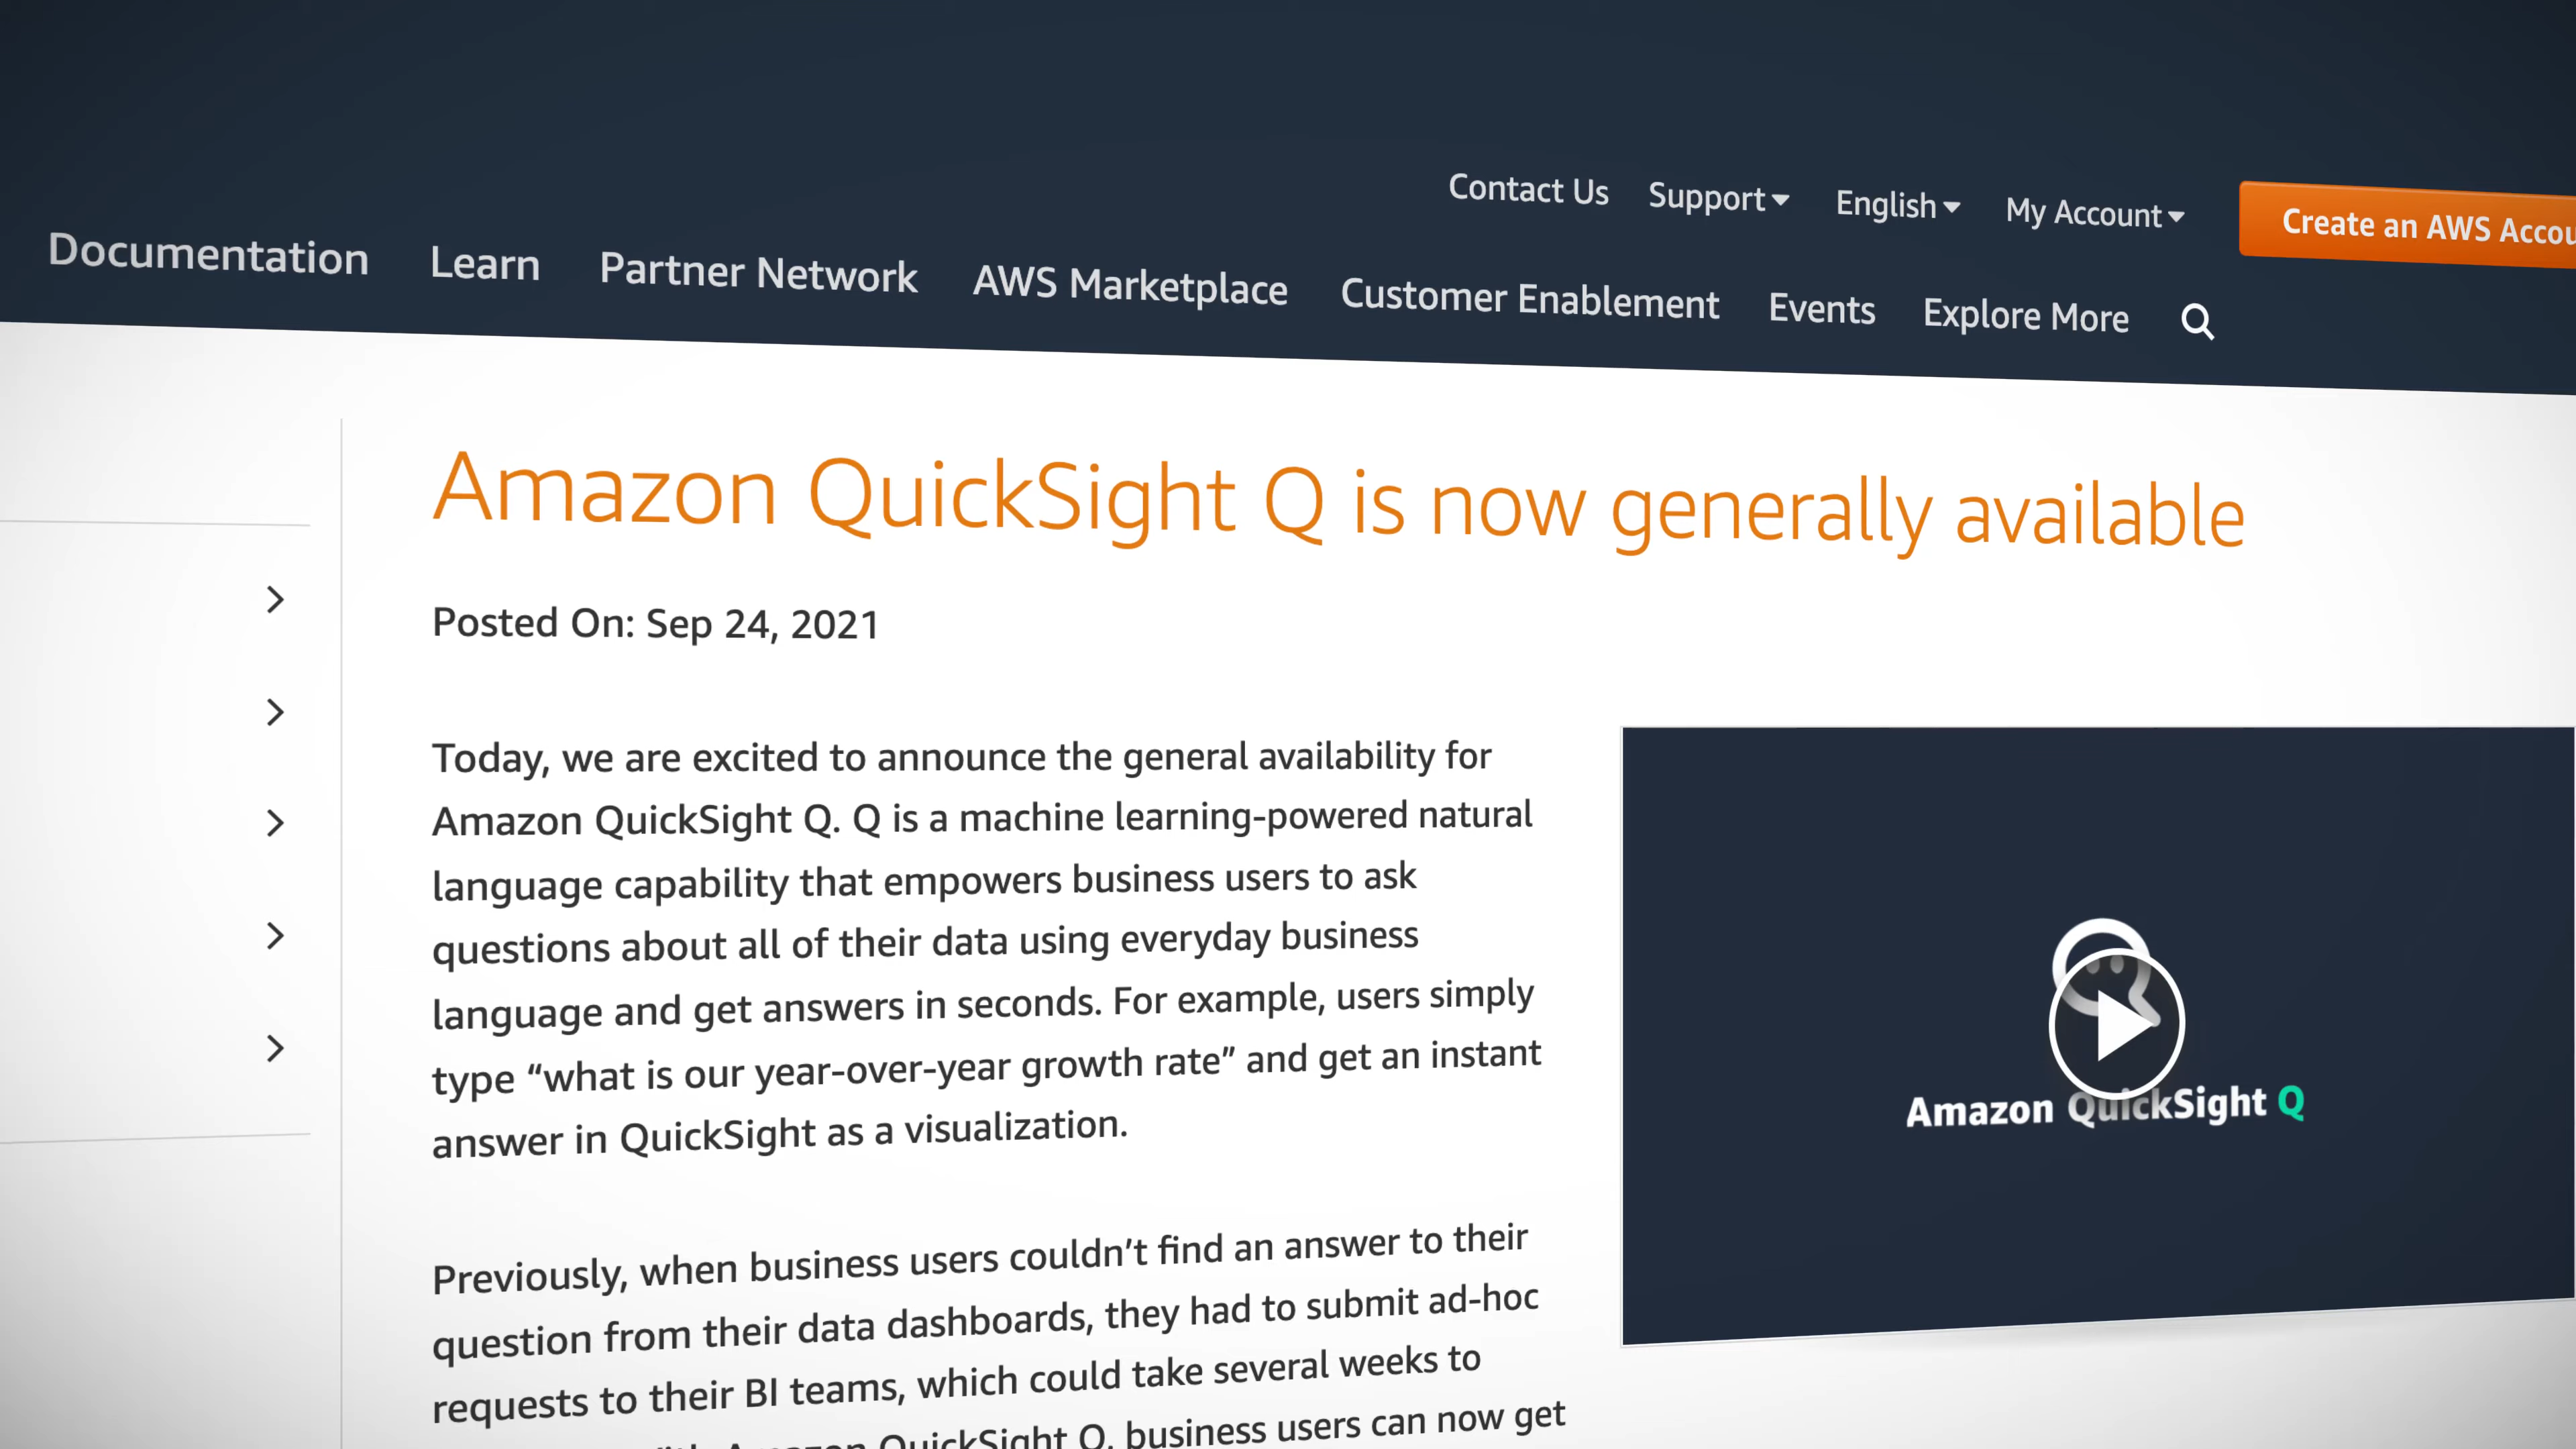 Contact Us Support English My Account Create an AWS
Documentation Learn Partner Network AWS Marketplace Customer Enablement Events Explore More
Amazon QuickSight Q is now generally available
Posted On: Sep 24, 2021
Today, we are excited to announce the general availability for
Amazon QuickSight Q. Q is a machine learning-powered natural
language capability that empowers business users to ask
questions about all of their data using everyday business
language and get answers in seconds. For example, users simply
type “what is our year-over-year growth rate” and get an instant
answer in QuickSight as a visualization.
Previously, when business users couldn’t find an answer to their
question from their data dashboards, they had to submit ad-hoc
requests to their BI teams, which could take several weeks to
Amazon QuickSight Q, business users can now get
Amazon QuickSight Q